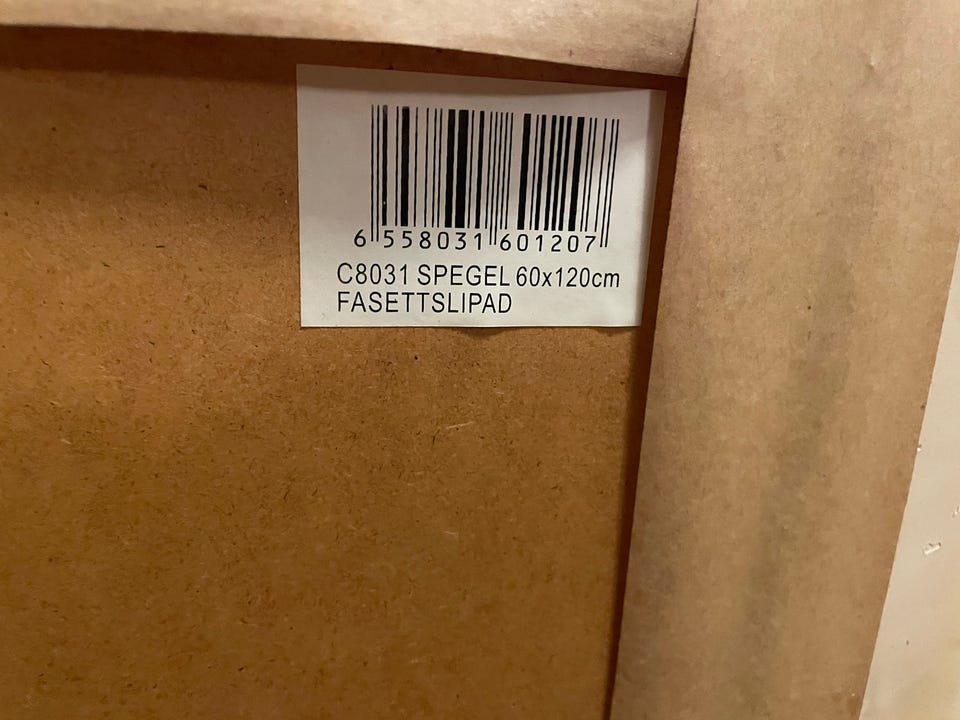 6 558031 601207
C8031 SPEGEL 60x120cm
FASETTSLIPAD